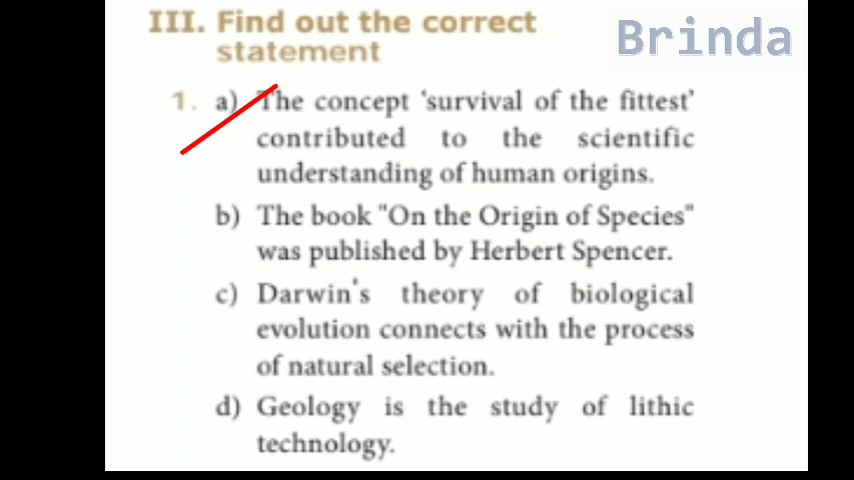 III. Find out the correct
statement
Brinda
1. a) The concept 'survival of the fittest'
contributed to the scientific
understanding of human origins.
b) The book "On the Origin of Species"
was published by Herbert Spencer.
c) Darwin's theory of biological
evolution connects with the process
of natural selection.
d) Geology is the study of lithic
technology.